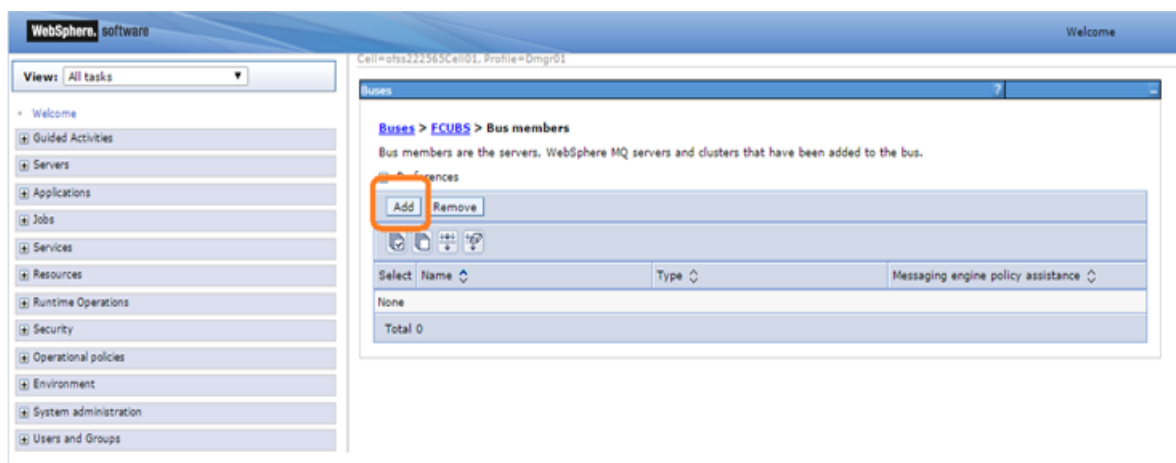 WebSphere. software
Welcome
View: All tasks
Cell=ofss222565Cell01, Profile=Dmgr01
Buses ? -
Welcome
Guided Activities
Servers
Applications
Jobs
Services
Resources
Runtime Operations
Security
Operational policies
Environment
System administration
Users and Groups
Buses > FCUBS > Bus members
Bus members are the servers, WebSphere MQ servers and clusters that have been added to the bus.
Preferences
Add Remove
Select Name Type Messaging engine policy assistance
None
Total 0